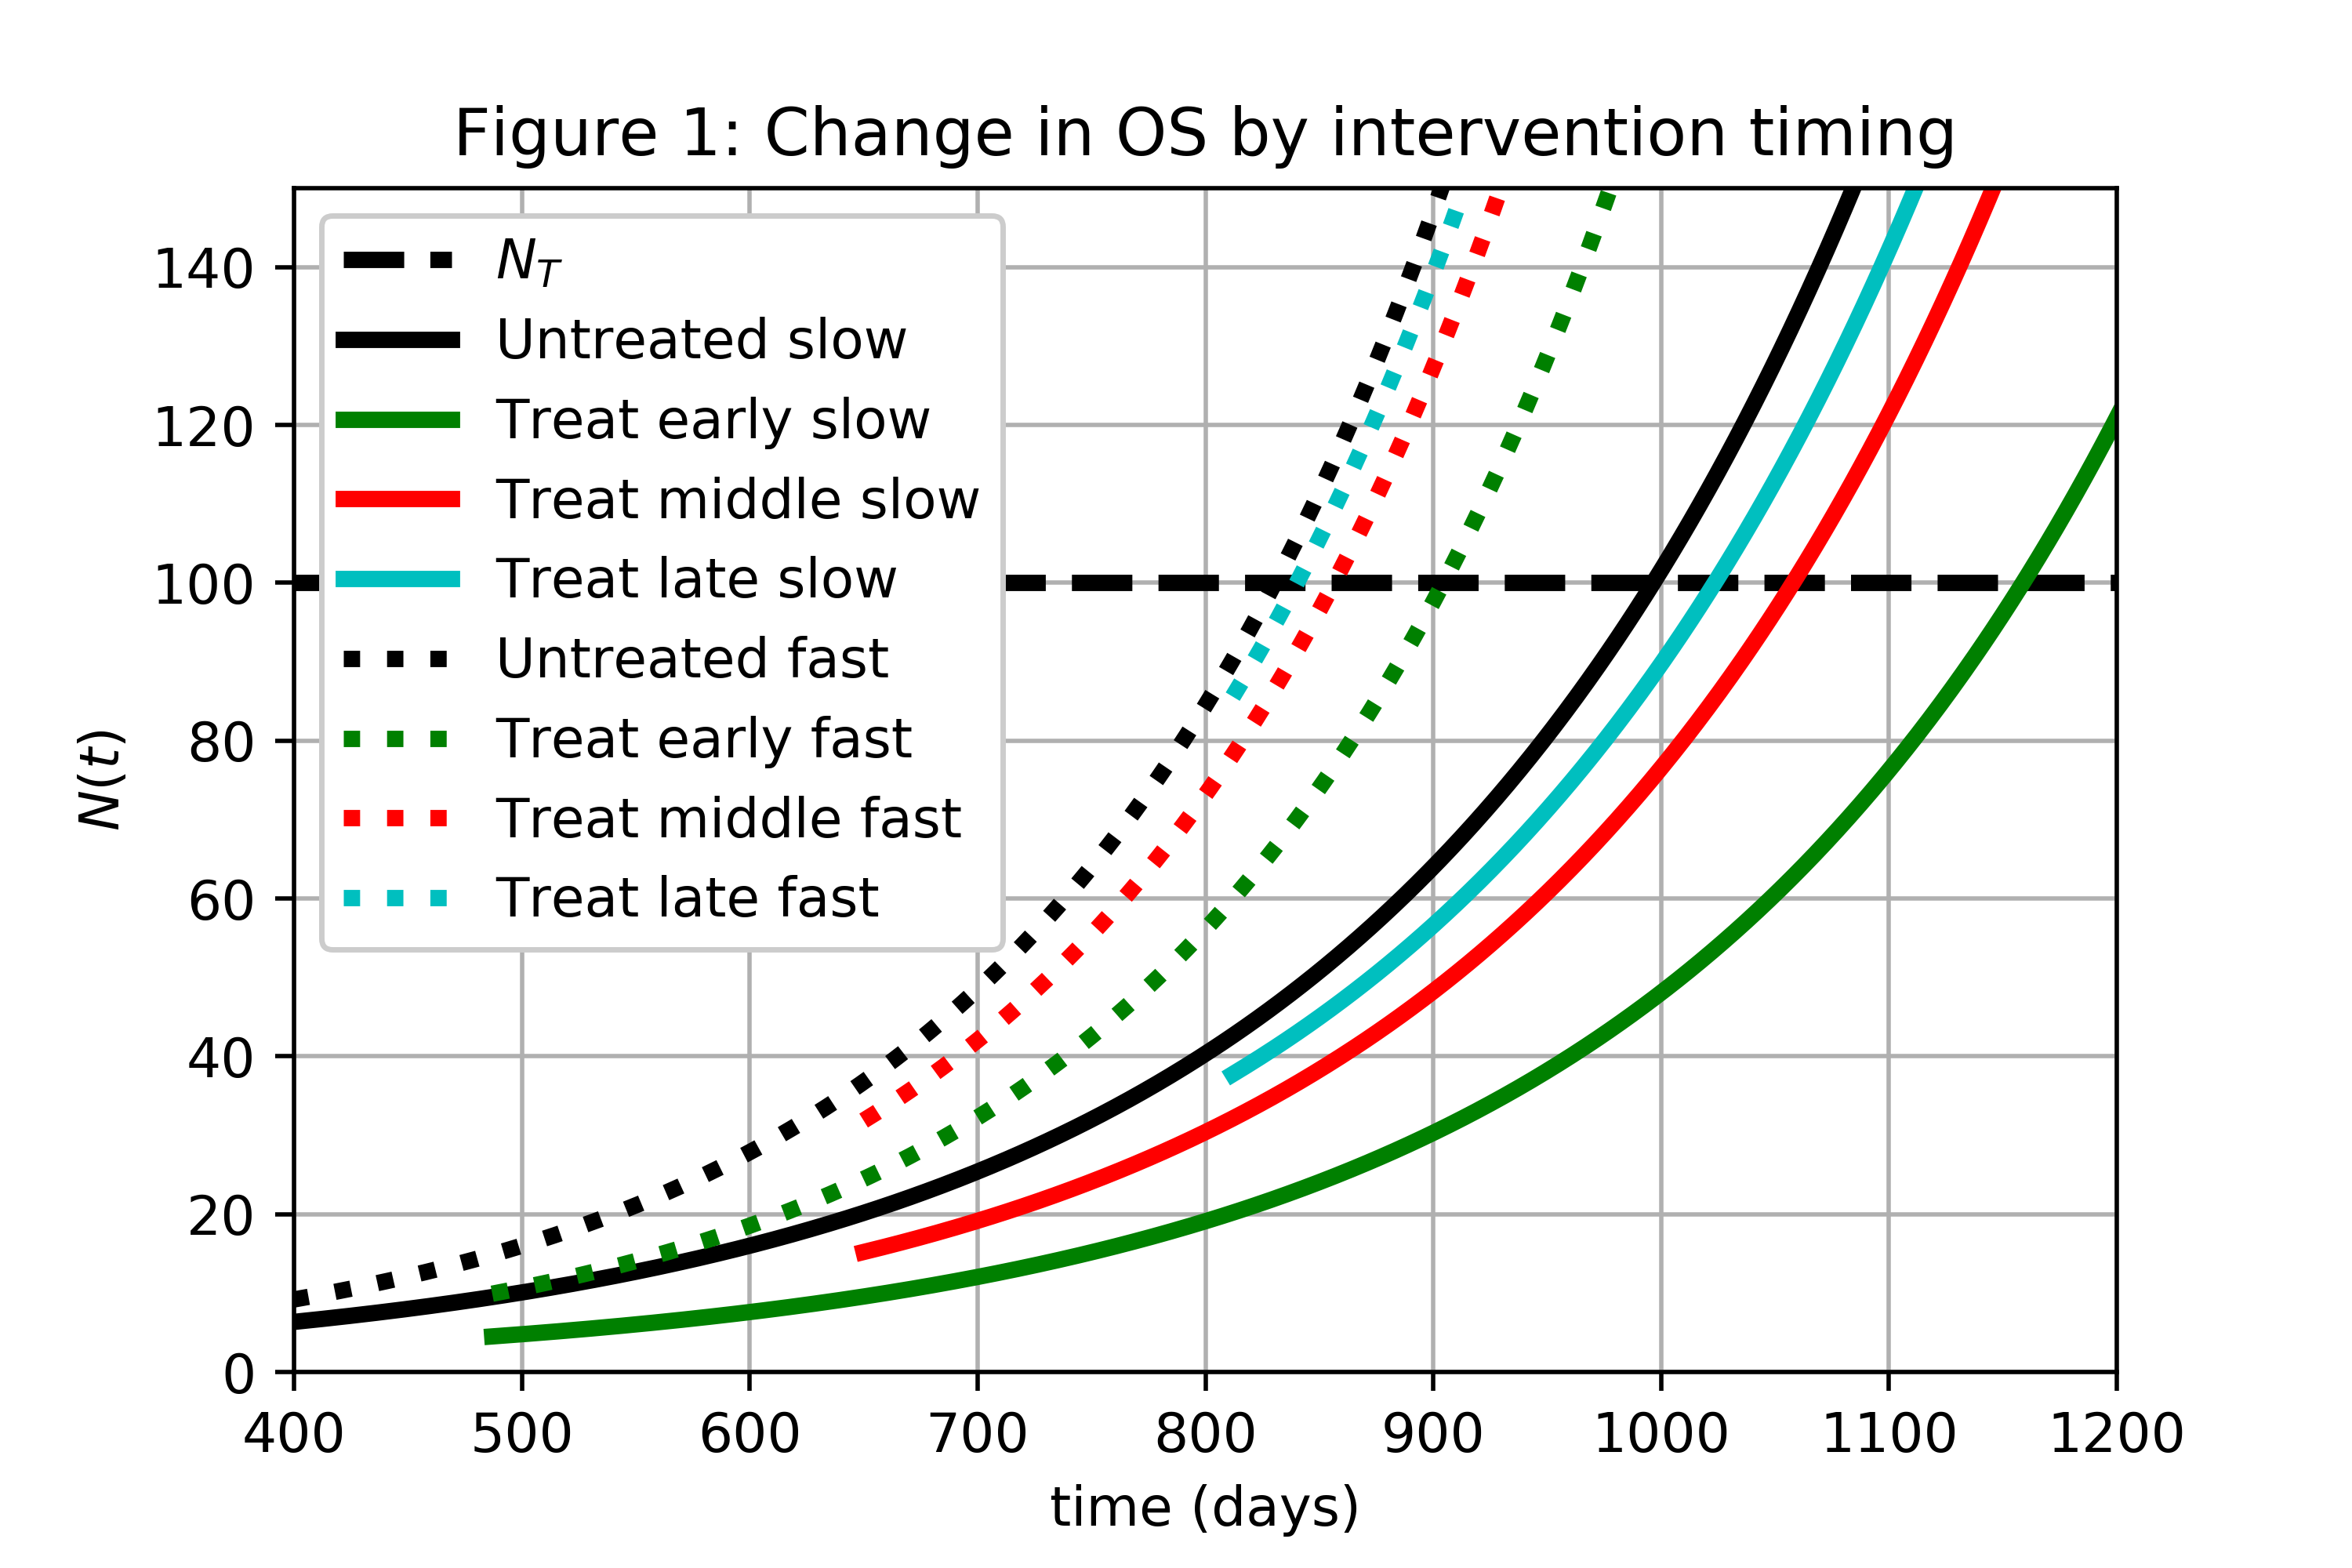 Figure 1: Change in OS by intervention timing
N_T
Untreated slow
Treat early slow
Treat middle slow
Treat late slow
Untreated fast
Treat early fast
Treat middle fast
Treat late fast
140
120
100
80
60
40
20
0
N(t)
400 500 600 700 800 900 1000 1100 1200
time (days)